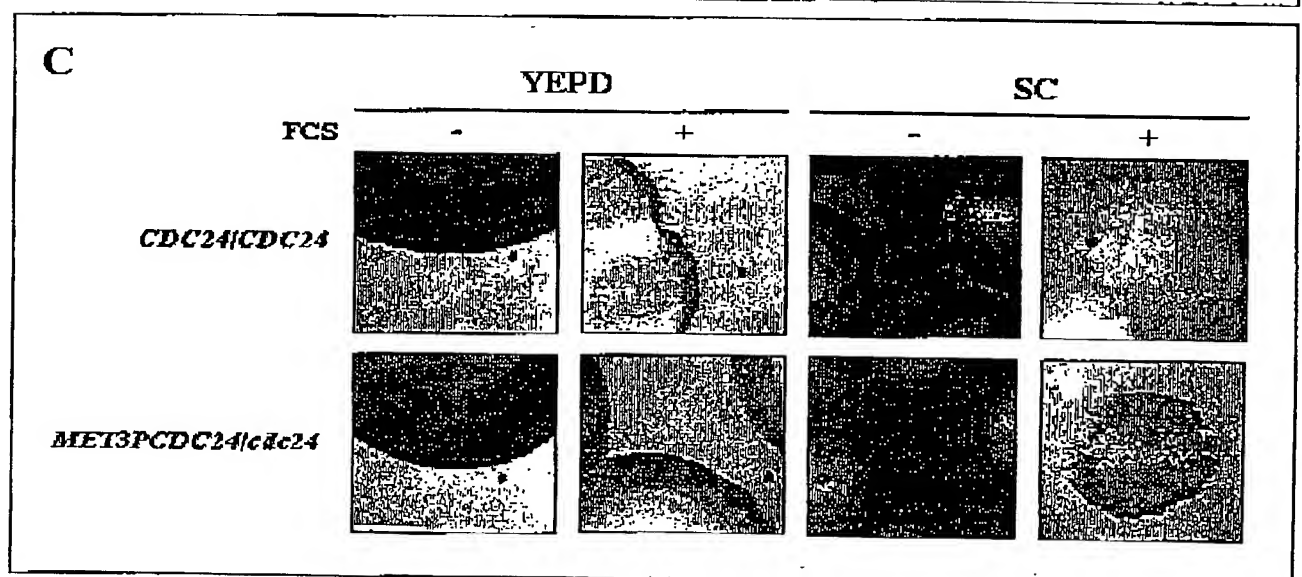 C
YEPD SC
FCS - + - +
CDC24/CDC24
MET3PCDC24/cdc24